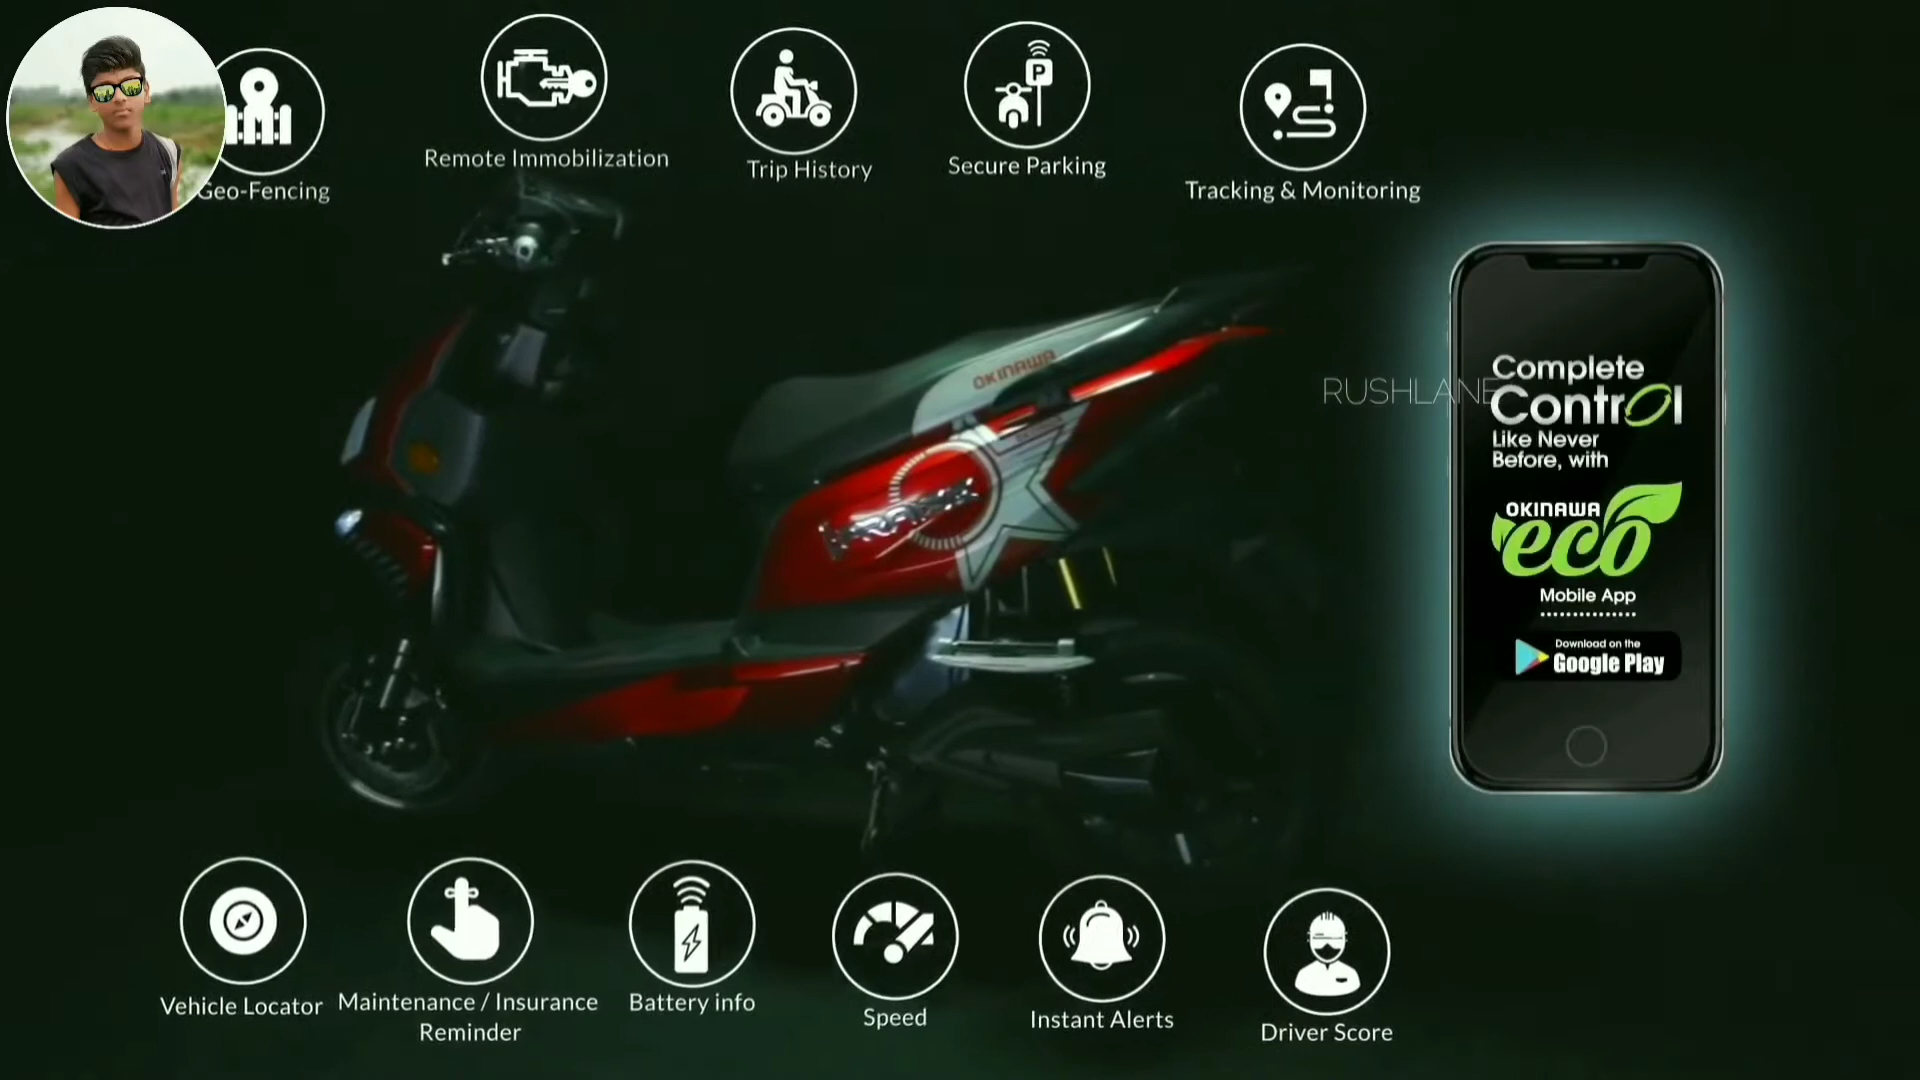 Geo-Fencing
Remote Immobilization
Trip History
P
Secure Parking
Tracking & Monitoring
OKINAWA
RUSHLANE
Complete
Control
Like Never
Before, with
OKINAWA
eco
Mobile App
Download on the
Google Play
Vehicle Locator
Maintenance / Insurance
Reminder
Battery info
Speed
Instant Alerts
Driver Score